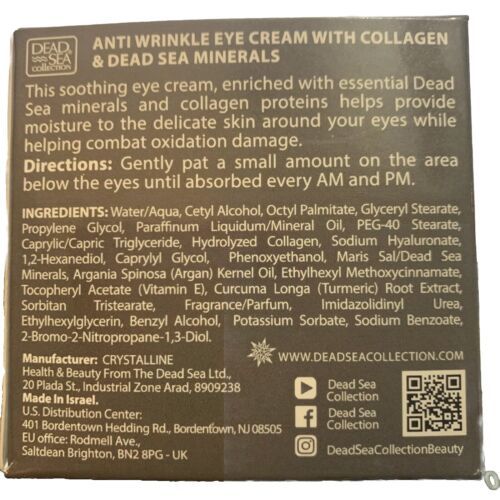 DEAD
SEA
collection
ANTI WRINKLE EYE CREAM WITH COLLAGEN
& DEAD SEA MINERALS
This soothing eye cream, enriched with essential Dead
Sea minerals and collagen proteins helps provide
moisture to the delicate skin around your eyes while
helping combat oxidation damage.
Directions: Gently pat a small amount on the area
below the eyes until absorbed every AM and PM.
INGREDIENTS: Water/Aqua, Cetyl Alcohol, Octyl Palmitate, Glyceryl Stearate,
Propylene Glycol, Paraffinum Liquidum/Mineral Oil, PEG-40 Stearate,
Caprylic/Capric Triglyceride, Hydrolyzed Collagen, Sodium Hyaluronate,
1,2-Hexanediol, Caprylyl Glycol, Phenoxyethanol, Maris Sal/Dead Sea
Minerals, Argania Spinosa (Argan) Kernel Oil, Ethylhexyl Methoxycinnamate,
Tocopheryl Acetate (Vitamin E), Curcuma Longa (Turmeric) Root Extract,
Sorbitan Tristearate, Fragrance/Parfum, Imidazolidinyl Urea,
Ethylhexylglycerin, Benzyl Alcohol, Potassium Sorbate, Sodium Benzoate,
2-Bromo-2-Nitropropane-1,3-Diol.
Manufacturer: CRYSTALLINE
Health & Beauty From The Dead Sea Ltd.,
20 Plada St., Industrial Zone Arad, 8909238
Made In Israel.
U.S. Distribution Center:
401 Bordentown Hedding Rd., Bordentown, NJ 08505
EU office: Rodmell Ave.,
Saltdean Brighton, BN2 8PG - UK
WWW.DEADSEACOLLECTION.COM
Dead Sea
Collection
Dead Sea
Collection
DeadSeaCollectionBeauty